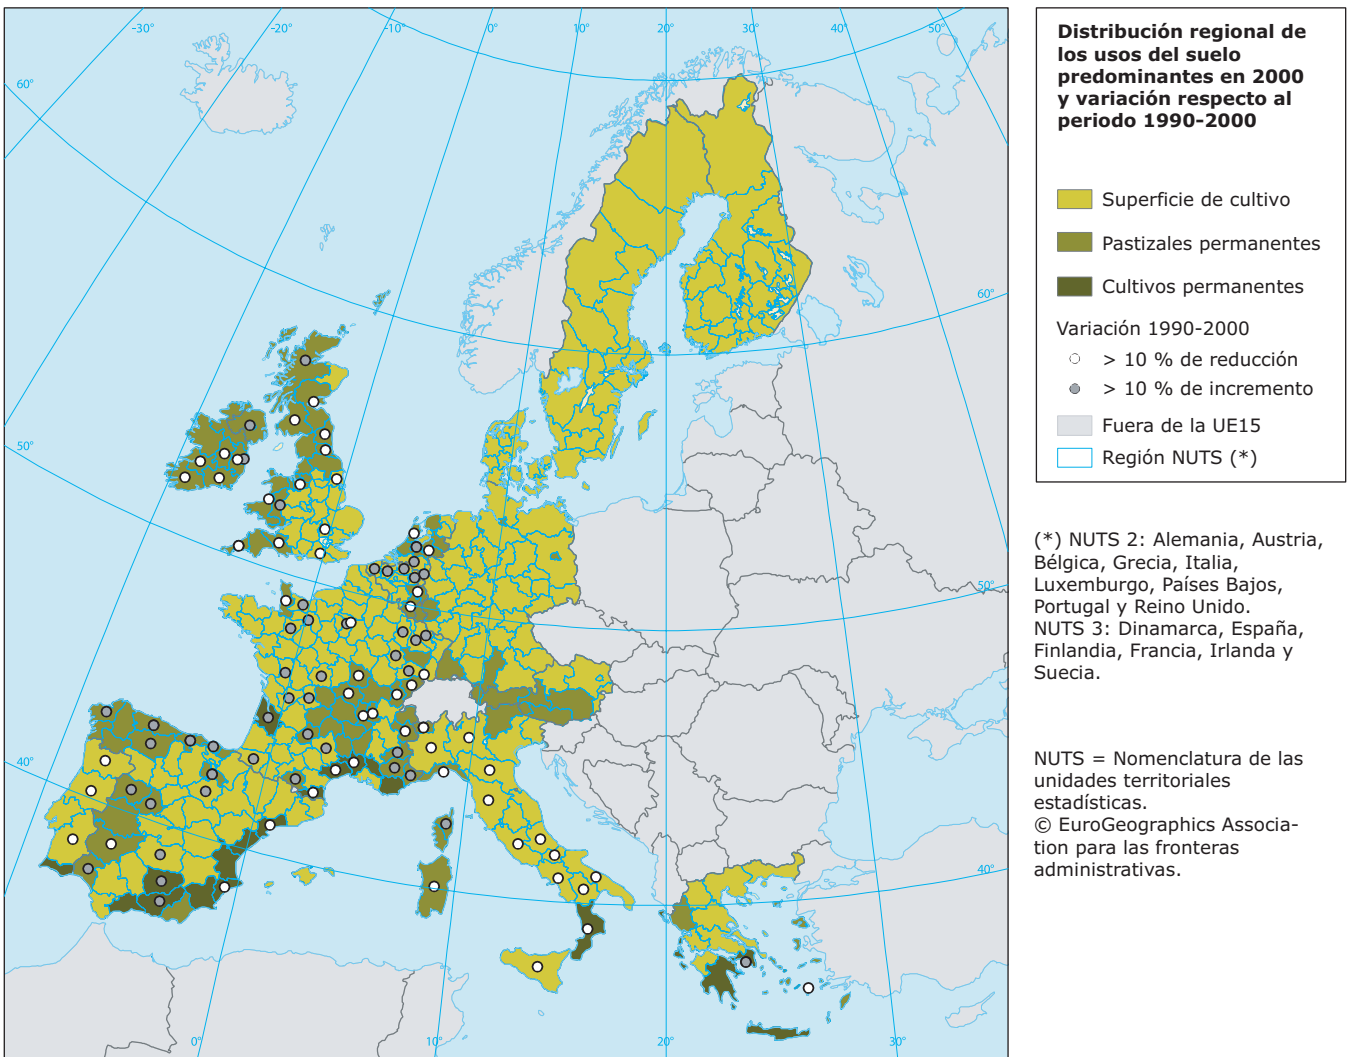 -30°
-20°
-10°
0°
10°
20°
30°
40°
50°
60°
60°
50°
50°
40°
40°
0°
10°
20°
30°
Distribución regional de
los usos del suelo
predominantes en 2000
y variación respecto al
periodo 1990-2000
Superficie de cultivo
Pastizales permanentes
Cultivos permanentes
Variación 1990-2000
> 10 % de reducción
> 10 % de incremento
Fuera de la UE15
Región NUTS (*)
(*) NUTS 2: Alemania, Austria,
Bélgica, Grecia, Italia,
Luxemburgo, Países Bajos,
Portugal y Reino Unido.
NUTS 3: Dinamarca, España,
Finlandia, Francia, Irlanda y
Suecia.
NUTS = Nomenclatura de las
unidades territoriales
estadísticas.
© EuroGeographics Associa-
tion para las fronteras
administrativas.